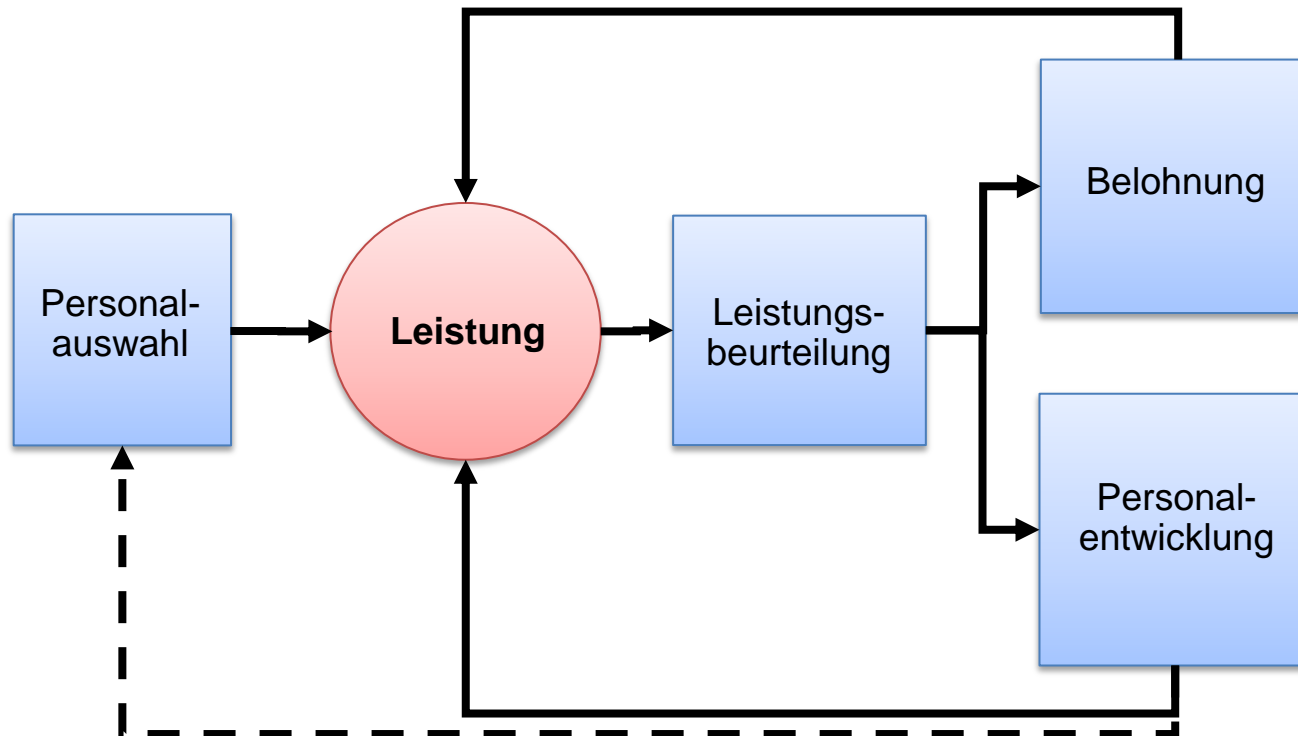 Personal-
auswahl
Leistung
Leistungs-
beurteilung
Belohnung
Personal-
entwicklung